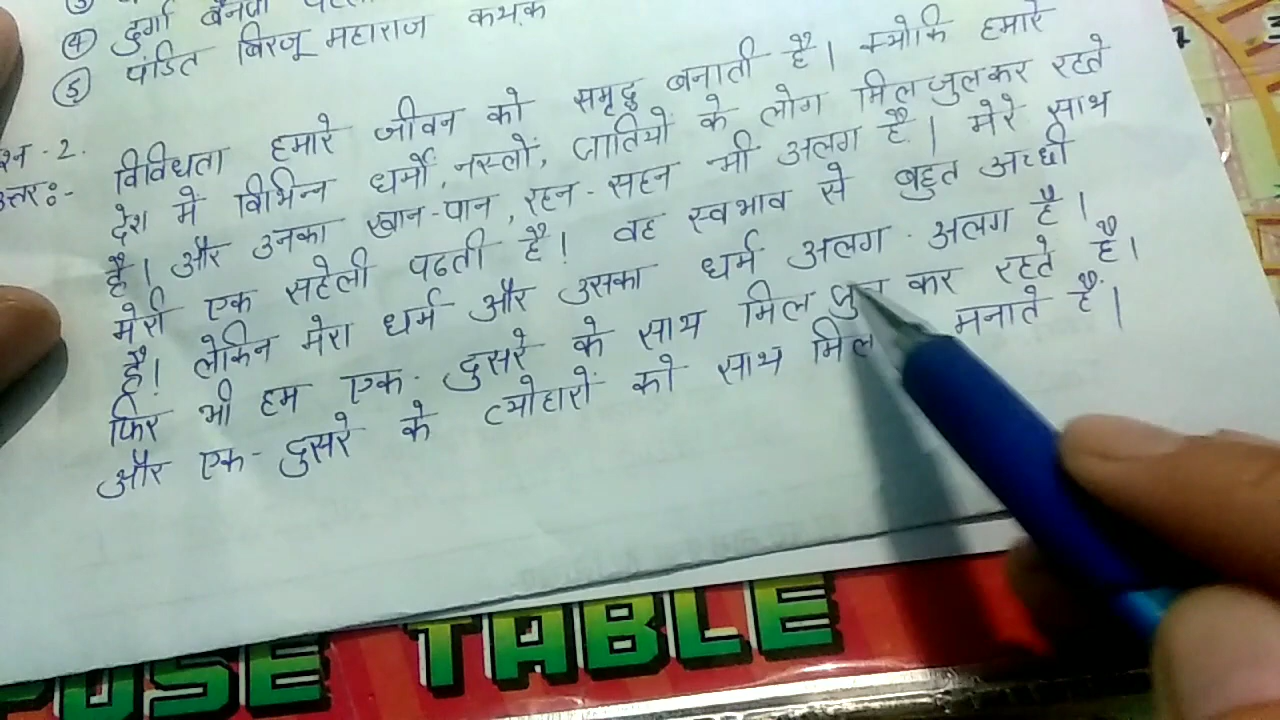 ④ दुर्गा
⑤ पंडित बिरजू महाराज कथक
2. विविधता हमारे जीवन को समृद्ध बनाती है। क्योकि हमारे
उत्तरः- देश में विभिन्न धर्मों, नस्लों, जातियों के लोग मिलजुलकर रहते
है। और उनका खान-पान, रहन-सहन भी अलग है। मेरे साथ
मेरी एक सहेली पढती है! वह स्वभाव से बहुत अच्छी
है! लेकिन मेरा धर्म और उसका धर्म अलग-अलग है।
फिर भी हम एक-दुसरे के साथ मिल कर रहते है।
और एक-दुसरे के त्योहारों को साथ मनाते हैं।
TABLE